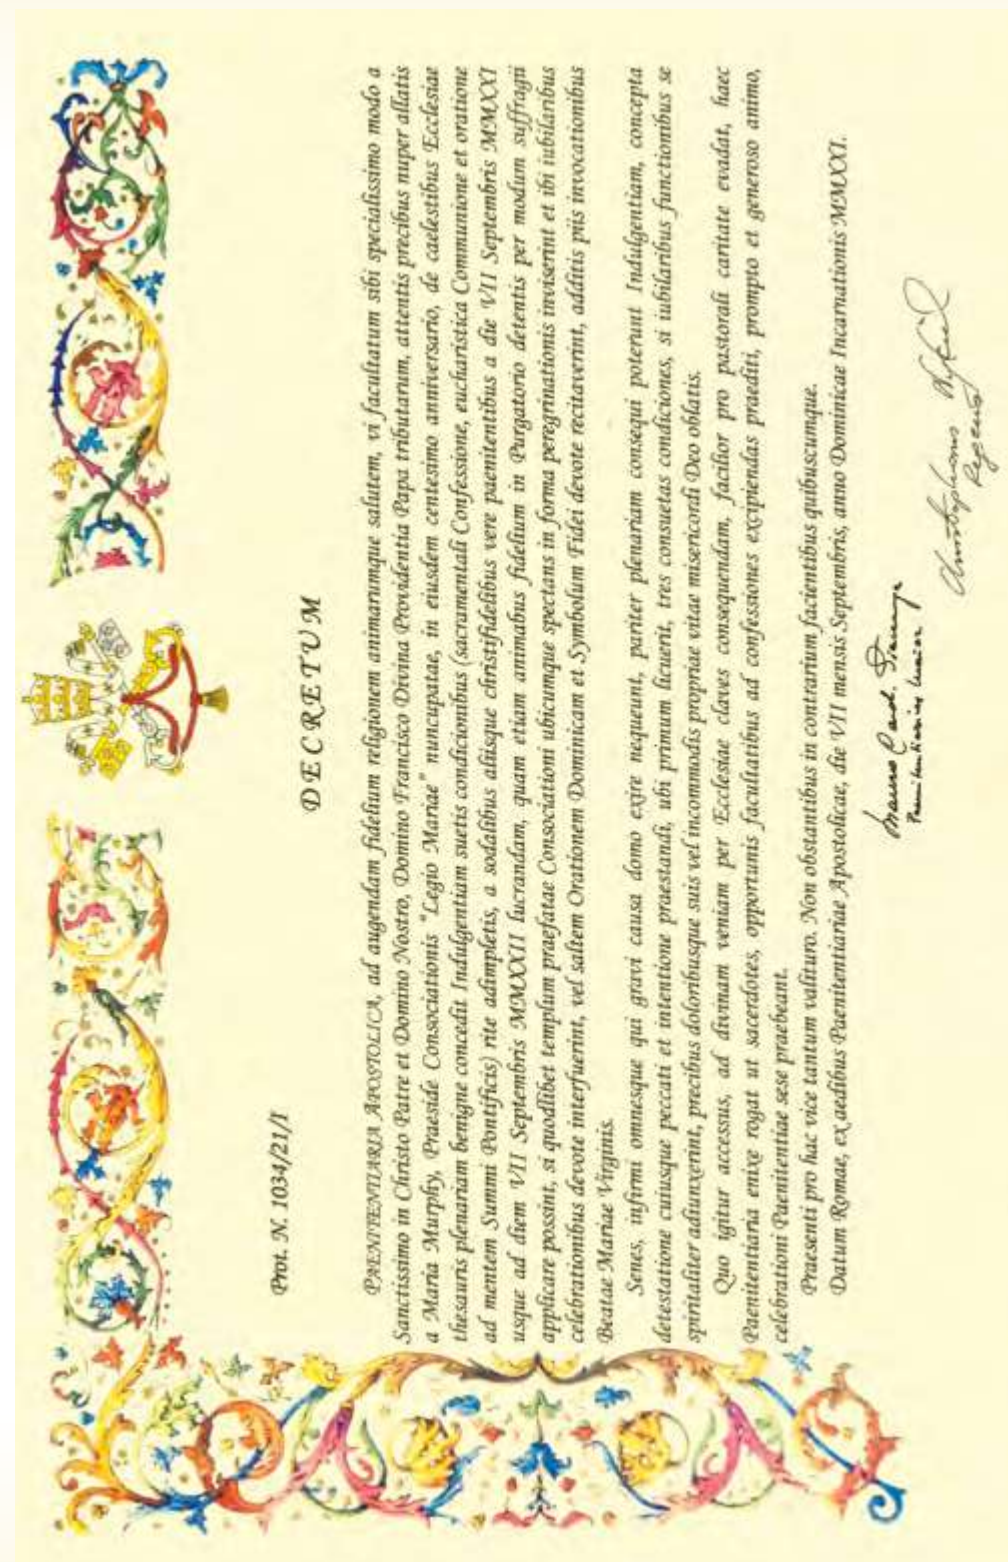 Prot. N. 1034/21/I
DECRETUM
PAENITENTIARIA APOSTOLICA, ad augendam fidelium religionem animarumque salutem, vi facultatum sibi specialissimo modo a
Sanctissimo in Christo Patre et Domino Nostro, Domino Francisco Divina Providentia Papa tributarum, attentis precibus nuper allatis
a Maria Murphy, Praeside Consociationis "Legio Mariae" nuncupatae, in eiusdem centesimo anniversario, de caelestibus Ecclesiae
thesauris plenariam benigne concedit Indulgentiam suetis condicionibus (sacramentali Confessione, eucharistica Communione et oratione
ad mentem Summi Pontificis) rite adimpletis, a sodalibus aliisque christifidelibus vere paenitentibus a die VII Septembris MMXXI
usque ad diem VII Septembris MMXXII lucrandam, quam etiam animabus fidelium in Purgatorio detentis per modum suffragii
applicare possint, si quodlibet templum praefatae Consociationi ubicumque spectans in forma peregrinationis inviserint et ibi iubilaribus
celebrationibus devote interfuerint, vel saltem Orationem Dominicam et Symbolum Fidei devote recitaverint, additis piis invocationibus
Beatae Mariae Virginis.
Senes, infirmi omnesque qui gravi causa domo exire nequeunt, pariter plenariam consequi poterunt Indulgentiam, concepta
detestatione cuiusque peccati et intentione praestandi, ubi primum licuerit, tres consuetas condiciones, si iubilaribus functionibus se
spiritaliter adiunxerint, precibus doloribusque suis vel incommodis propriae vitae misericordi Deo oblatis.
Quo igitur accessus, ad divinam veniam per Ecclesiae claves consequendam, facilior pro pastorali caritate evadat, haec
Paenitentiaria enixe rogat ut sacerdotes, opportunis facultatibus ad confessiones excipiendas praediti, prompto et generoso animo,
celebrationi Paenitentiae sese praebeant.
Praesenti pro hac vice tantum valituro. Non obstantibus in contrarium facientibus quibuscumque.
Datum Romae, ex aedibus Paenitentiariae Apostolicae, die VII mensis Septembris, anno Dominicae Incarnationis MMXXI.
Maurus Card.
Paenitentiarius Maior
Christophorus
Regens